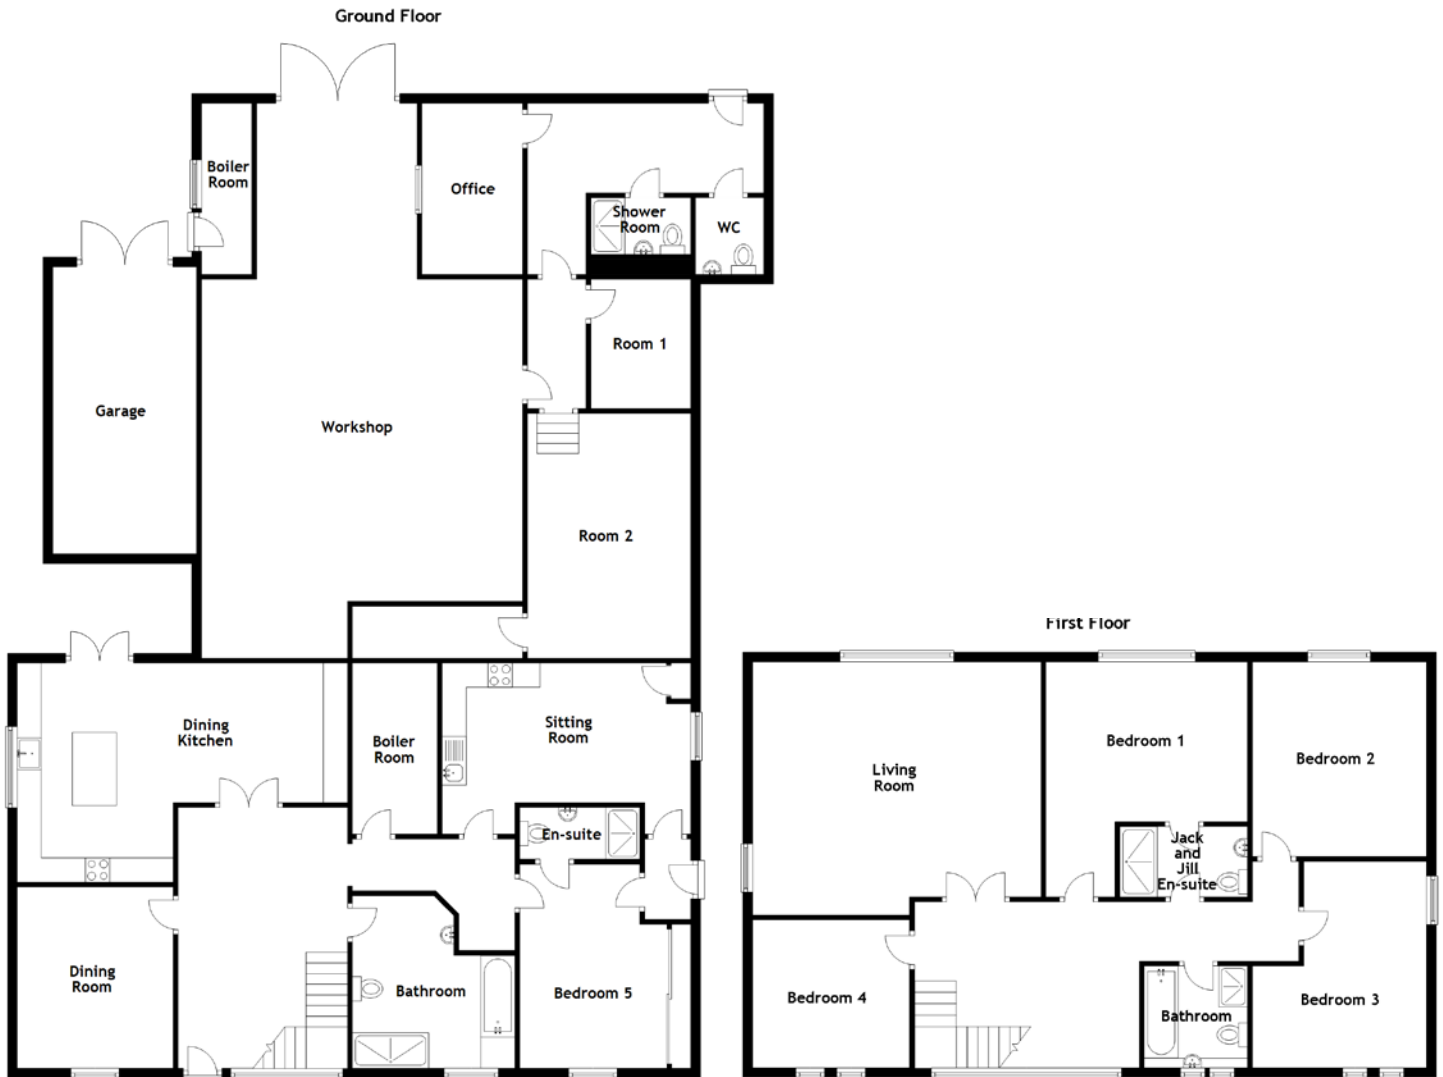 Ground Floor
Boiler
Room
Office
Shower
Room
WC
Room 1
Garage
Workshop
Room 2
Dining
Kitchen
Boiler
Room
Sitting
Room
En-suite
Dining
Room
Bathroom
Bedroom 5
First Floor
Living
Room
Bedroom 1
Bedroom 2
Jack
and
Jill
En-suite
Bedroom 4
Bathroom
Bedroom 3